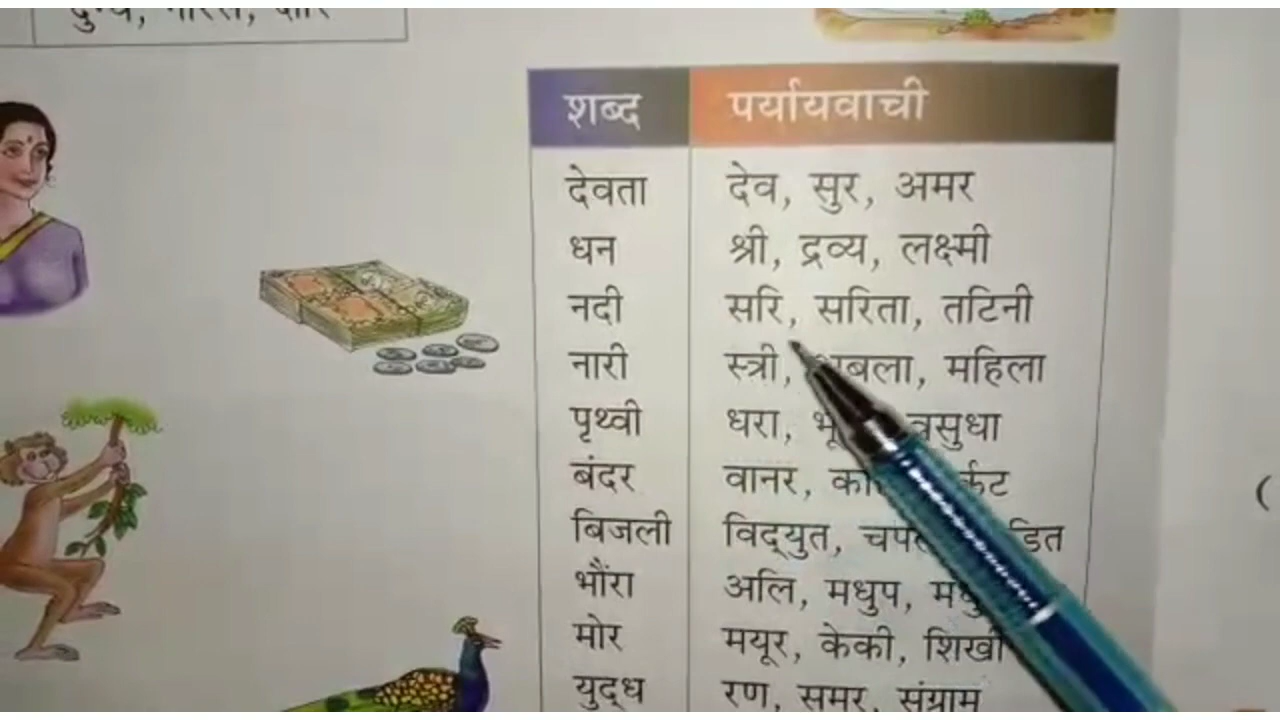 शब्द पर्यायवाची
देवता देव, सुर, अमर
धन श्री, द्रव्य, लक्ष्मी
नदी सरि, सरिता, तटिनी
नारी स्त्री, महिला
पृथ्वी धरा, वसुधा
बंदर वानर,
बिजली विद्युत,
भौंरा अलि, मधुप,
मोर मयूर, केकी, शिखी
युद्ध रण, समर, संग्राम
(